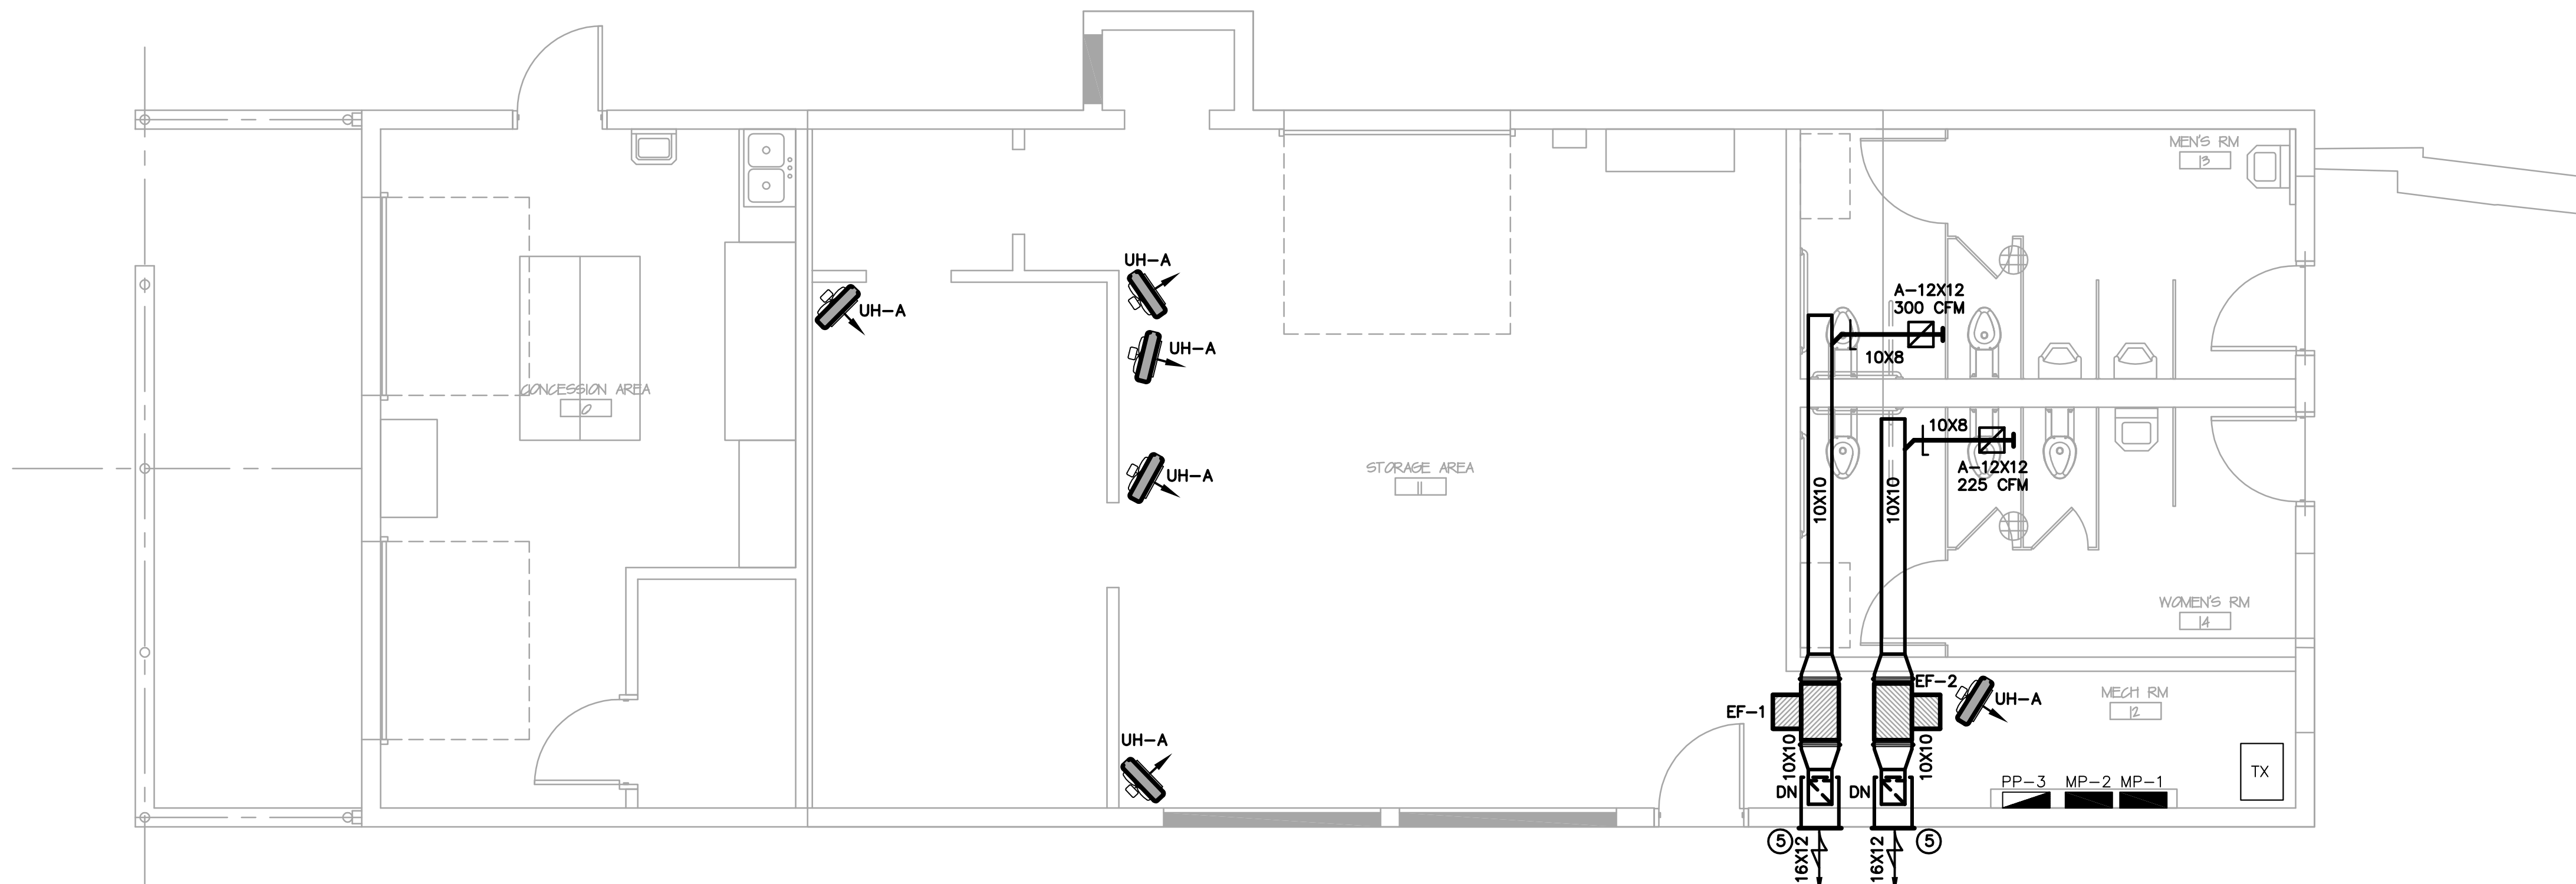 MEN'S RM
13
UH-A
UH-A
A-12X12
300 CFM
UH-A
10X8
CONCESSION AREA
10
10X8
STORAGE AREA
11
UH-A
A-12X12
225 CFM
10X10
10X10
WOMEN'S RM
14
EF-2
MECH RM
12
UH-A
EF-1
UH-A
10X10
10X10
TX
PP-3
MP-2
MP-1
DN
DN
5
5
16X12
16X12